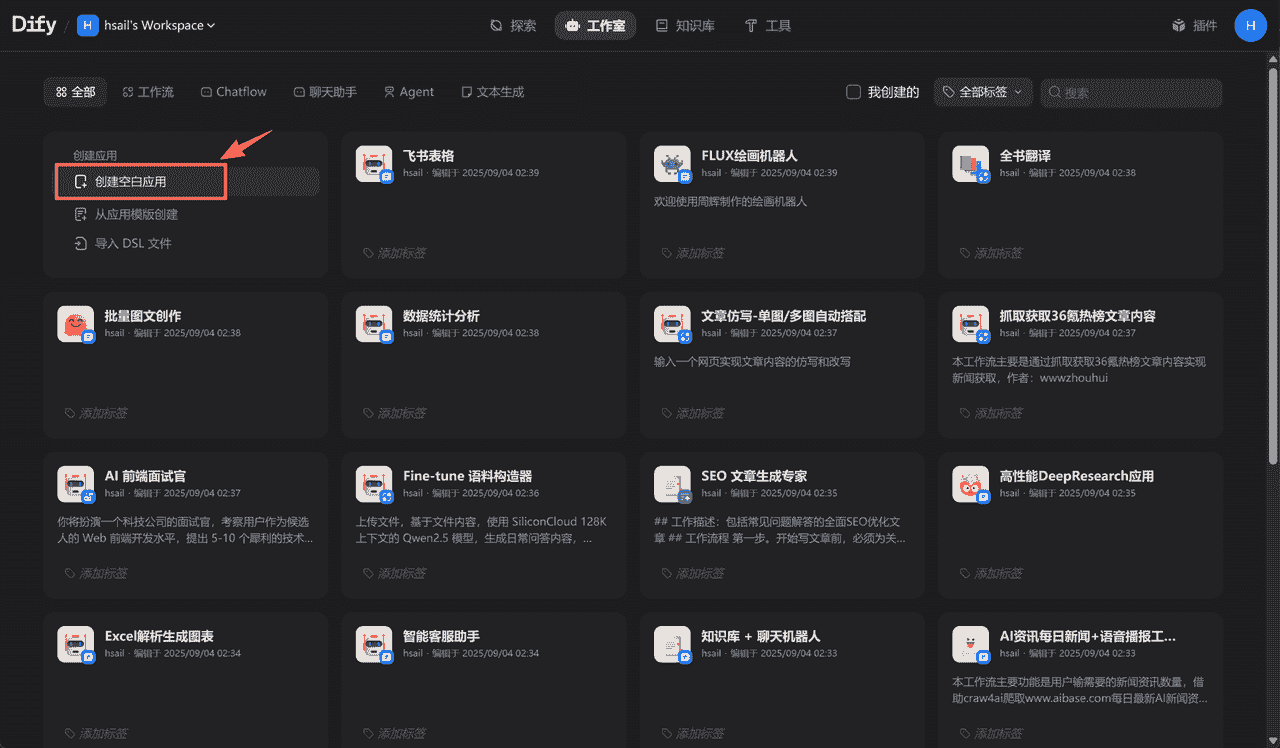 Dify / H hsail's Workspace
探索
工作室
知识库
工具
插件
H
全部
工作流
Chatflow
聊天助手
Agent
文本生成
我创建的
全部标签
搜索
创建应用
创建空白应用
从应用模版创建
导入 DSL 文件
飞书表格
hsail · 编辑于 2025/09/04 02:39
添加标签
FLUX绘画机器人
hsail · 编辑于 2025/09/04 02:39
欢迎使用周辉制作的绘画机器人
添加标签
全书翻译
hsail · 编辑于 2025/09/04 02:38
添加标签
批量图文创作
hsail · 编辑于 2025/09/04 02:38
添加标签
数据统计分析
hsail · 编辑于 2025/09/04 02:38
添加标签
文章仿写-单图/多图自动搭配
hsail · 编辑于 2025/09/04 02:37
输入一个网页实现文章内容的仿写和改写
添加标签
抓取获取36氪热榜文章内容
hsail · 编辑于 2025/09/04 02:37
本工作流主要是通过抓取获取36氪热榜文章内容实现
新闻获取，作者：wwwzhouhui
添加标签
AI 前端面试官
hsail · 编辑于 2025/09/04 02:37
你将扮演一个科技公司的面试官，考察用户作为候选
人的 Web 前端开发水平，提出 5-10 个犀利的技术...
添加标签
Fine-tune 语料构造器
hsail · 编辑于 2025/09/04 02:36
上传文件，基于文件内容，使用 SiliconCloud 128K
上下文的 Qwen2.5 模型，生成日常问答内容，...
添加标签
SEO 文章生成专家
hsail · 编辑于 2025/09/04 02:35
## 工作描述：包括常见问题解答的全面SEO优化文
章 ## 工作流程 第一步。开始写文章前，必须为关...
添加标签
高性能DeepResearch应用
hsail · 编辑于 2025/09/04 02:35
添加标签
Excel解析生成图表
hsail · 编辑于 2025/09/04 02:34
添加标签
智能客服助手
hsail · 编辑于 2025/09/04 02:34
添加标签
知识库 + 聊天机器人
hsail · 编辑于 2025/09/04 02:33
添加标签
AI资讯每日新闻+语音播报工...
hsail · 编辑于 2025/09/04 02:33
本工作流主要功能是用户输需要的新闻资讯数量，借
助craw4ai爬取www.aibase.com每日最新AI新闻资...
添加标签